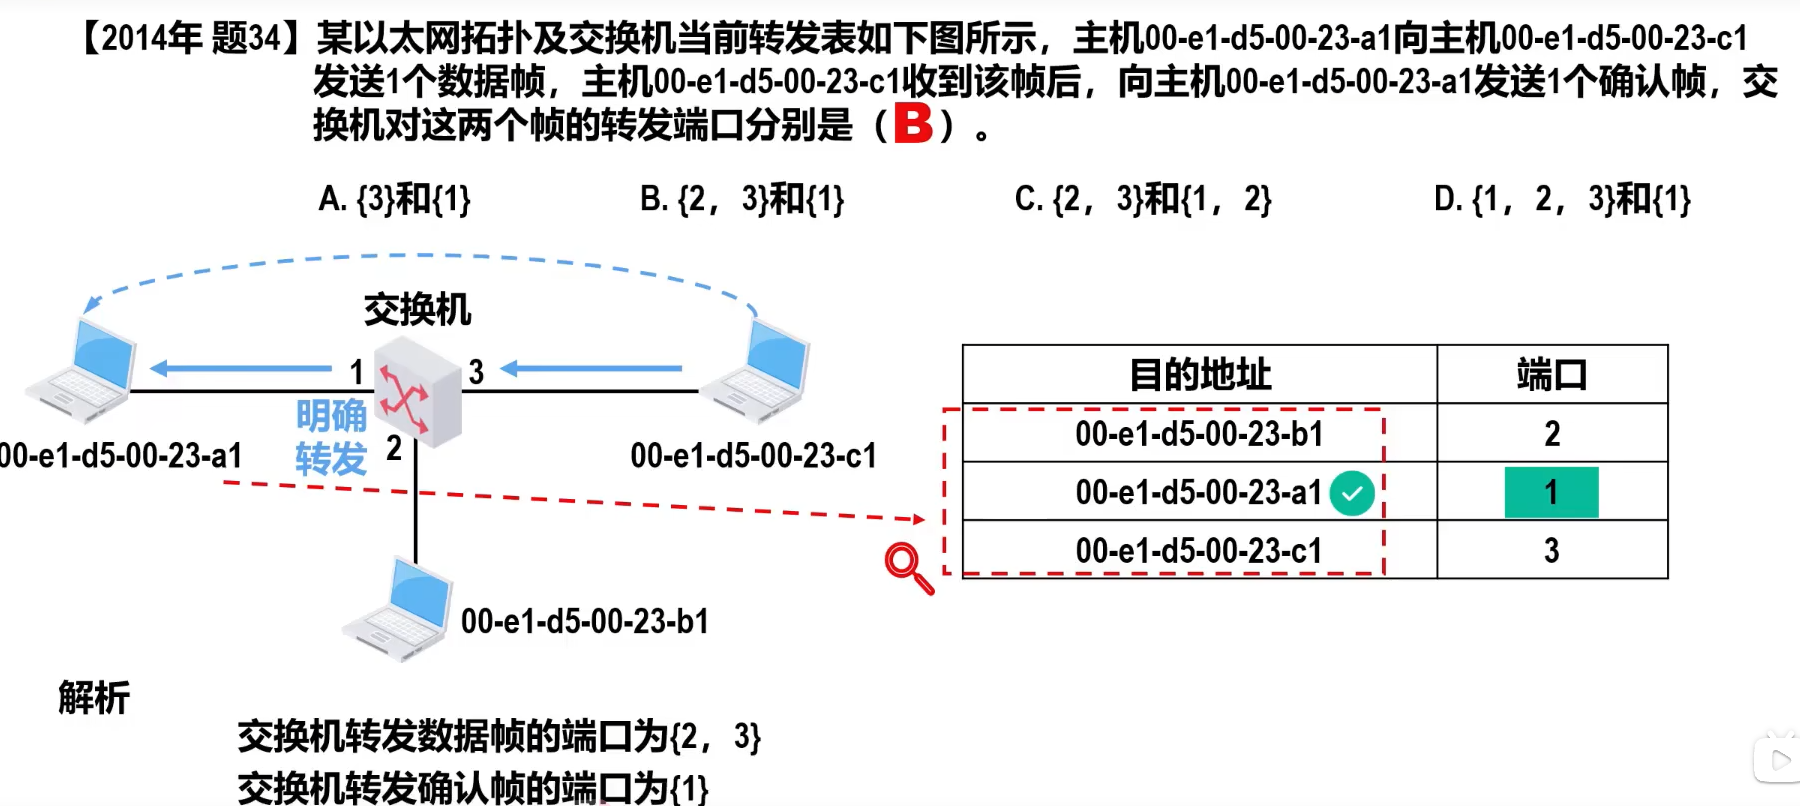 【2014年 题34】某以太网拓扑及交换机当前转发表如下图所示，主机00-e1-d5-00-23-a1向主机00-e1-d5-00-23-c1
发送1个数据帧，主机00-e1-d5-00-23-c1收到该帧后，向主机00-e1-d5-00-23-a1发送1个确认帧，交
换机对这两个帧的转发端口分别是（B）。
A. {3}和{1} B. {2，3}和{1} C. {2，3}和{1，2} D. {1，2，3}和{1}
交换机
1
3
明确
转发
2
00-e1-d5-00-23-a1
00-e1-d5-00-23-c1
00-e1-d5-00-23-b1
目的地址 端口
00-e1-d5-00-23-b1 2
00-e1-d5-00-23-a1 1
00-e1-d5-00-23-c1 3
解析
交换机转发数据帧的端口为{2，3}
交换机转发确认帧的端口为{1}